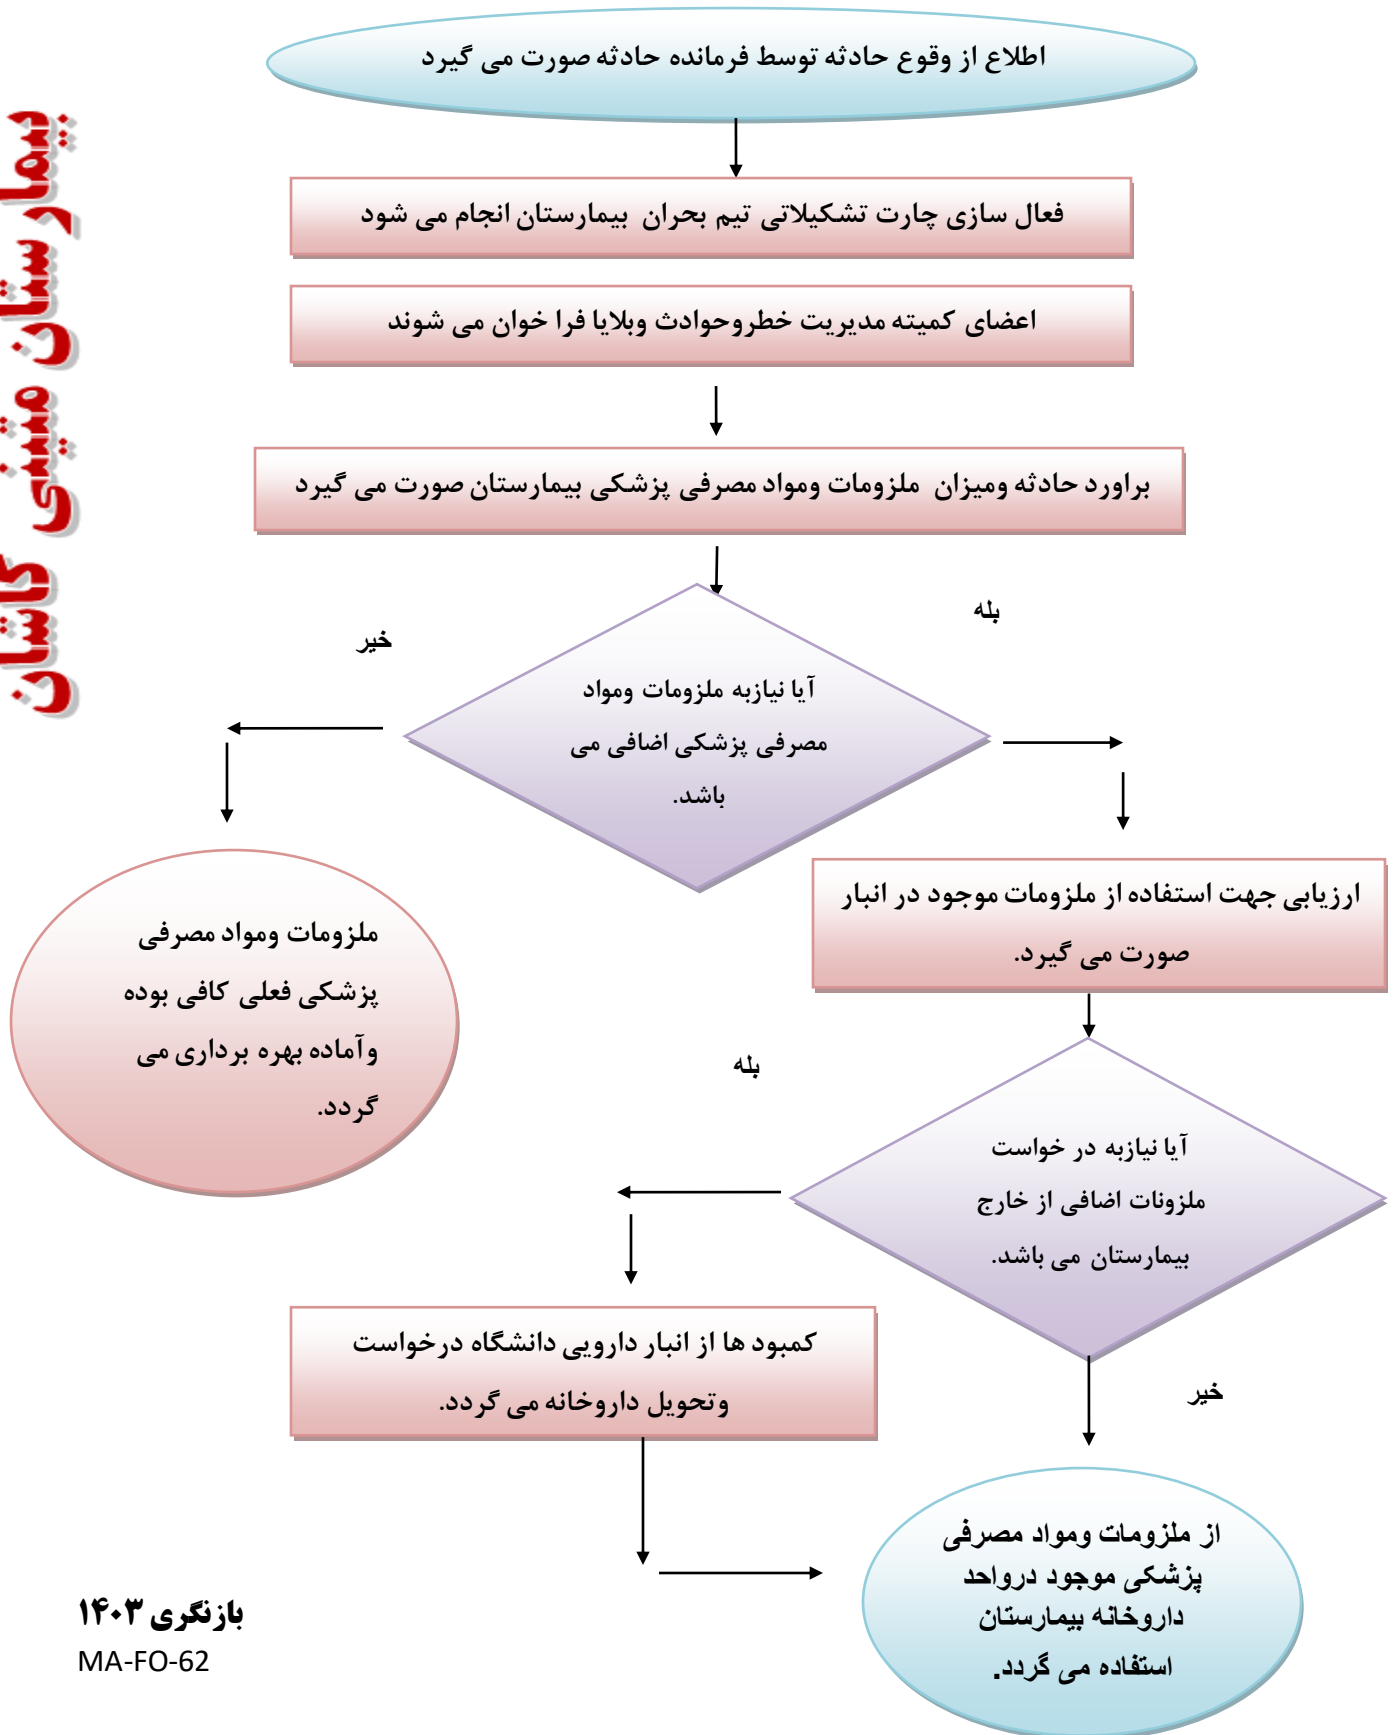 بیمارستان متینی کاشان
اطلاع از وقوع حادثه توسط فرمانده حادثه صورت می گیرد
فعال سازی چارت تشکیلاتی تیم بحران بیمارستان انجام می شود
اعضای کمیته مدیریت خطروحوادث وبلایا فرا خوان می شوند
براورد حادثه ومیزان ملزومات ومواد مصرفی پزشکی بیمارستان صورت می گیرد
بله
خیر
آیا نیازبه ملزومات ومواد
مصرفی پزشکی اضافی می
باشد.
ارزیابی جهت استفاده از ملزومات موجود در انبار
صورت می گیرد.
ملزومات ومواد مصرفی
پزشکی فعلی کافی بوده
وآماده بهره برداری می
گردد.
بله
آیا نیازبه در خواست
ملزونات اضافی از خارج
بیمارستان می باشد.
کمبود ها از انبار دارویی دانشگاه درخواست
وتحویل داروخانه می گردد.
خیر
از ملزومات ومواد مصرفی
پزشکی موجود درواحد
داروخانه بیمارستان
استفاده می گردد.
بازنگری ۱۴۰۳
MA-FO-62